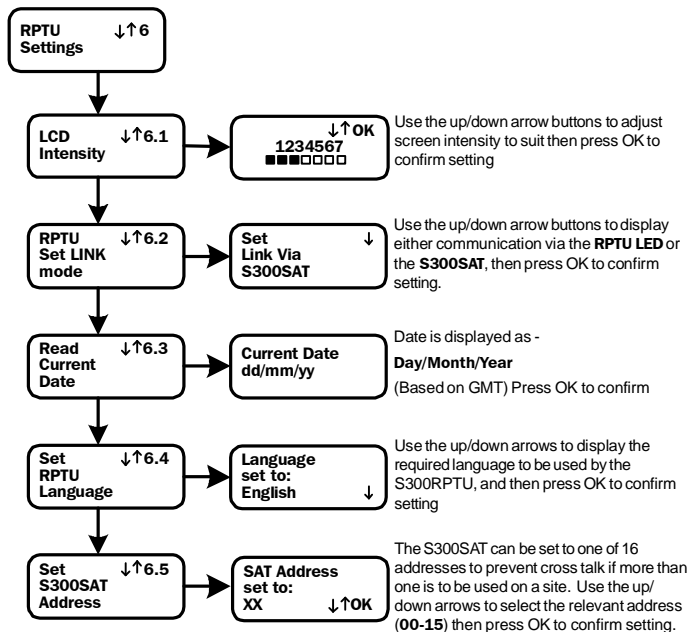 RPTU ↓↑6
Settings
LCD ↓↑6.1
Intensity
↓↑OK
1234567
Use the up/down arrow buttons to adjust
screen intensity to suit then press OK to
confirm setting
RPTU ↓↑6.2
Set LINK
mode
Set ↓
Link Via
S300SAT
Use the up/down arrow buttons to display
either communication via the RPTU LED or
the S300SAT, then press OK to confirm
setting.
Read ↓↑6.3
Current
Date
Current Date
dd/mm/yy
Date is displayed as -
Day/Month/Year
(Based on GMT) Press OK to confirm
Set ↓↑6.4
RPTU
Language
Language
set to:
English ↓
Use the up/down arrows to display the
required language to be used by the
S300RPTU, and then press OK to confirm
setting
Set ↓↑6.5
S300SAT
Address
SAT Address
set to:
XX ↓↑OK
The S300SAT can be set to one of 16
addresses to prevent cross talk if more than
one is to be used on a site. Use the up/
down arrows to select the relevant address
(00-15) then press OK to confirm setting.